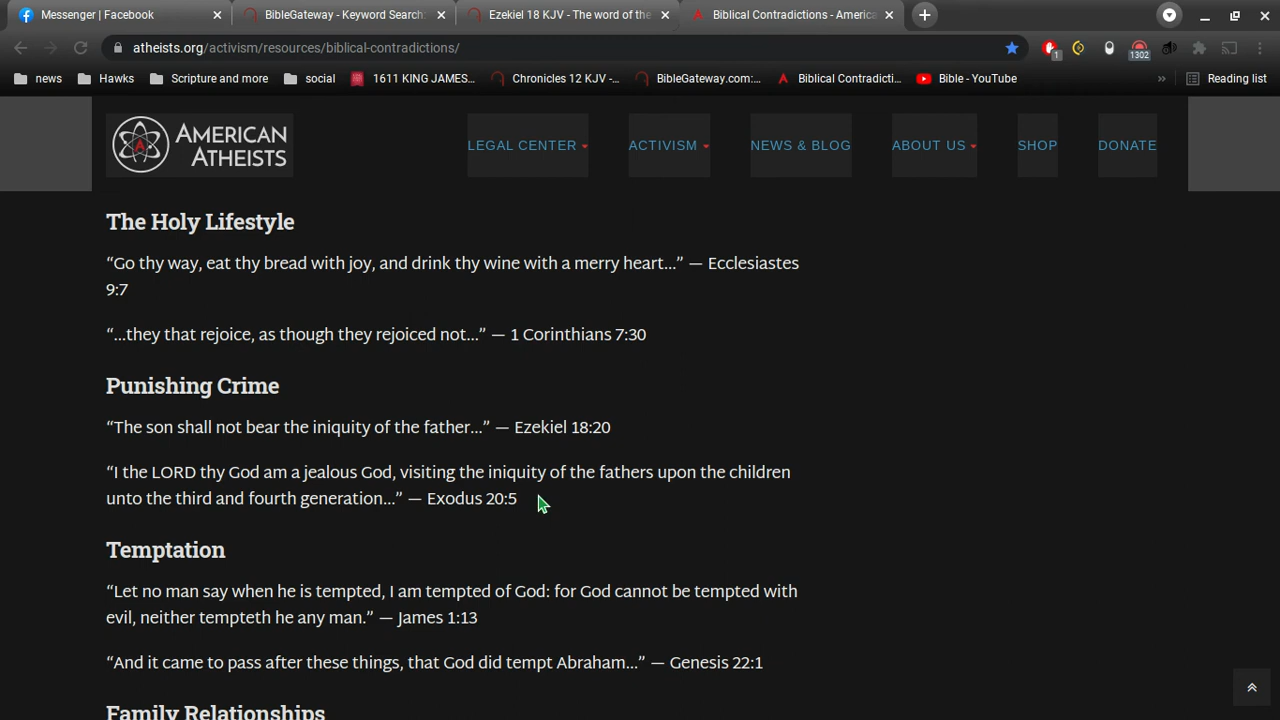 Messenger | Facebook
BibleGateway - Keyword Search:
Ezekiel 18 KJV - The word of the
Biblical Contradictions - America
atheists.org/activism/resources/biblical-contradictions/
1
1302
news
Hawks
Scripture and more
social
1611 KING JAMES...
Chronicles 12 KJV -...
BibleGateway.com:...
Biblical Contradicti...
Bible - YouTube
»
Reading list
AMERICAN
ATHEISTS
LEGAL CENTER
ACTIVISM
NEWS & BLOG
ABOUT US
SHOP
DONATE
The Holy Lifestyle
“Go thy way, eat thy bread with joy, and drink thy wine with a merry heart…” — Ecclesiastes
9:7
“…they that rejoice, as though they rejoiced not…” — 1 Corinthians 7:30
Punishing Crime
“The son shall not bear the iniquity of the father…” — Ezekiel 18:20
“I the LORD thy God am a jealous God, visiting the iniquity of the fathers upon the children
unto the third and fourth generation…” — Exodus 20:5
Temptation
“Let no man say when he is tempted, I am tempted of God: for God cannot be tempted with
evil, neither tempteth he any man.” — James 1:13
“And it came to pass after these things, that God did tempt Abraham…” — Genesis 22:1
Family Relationships